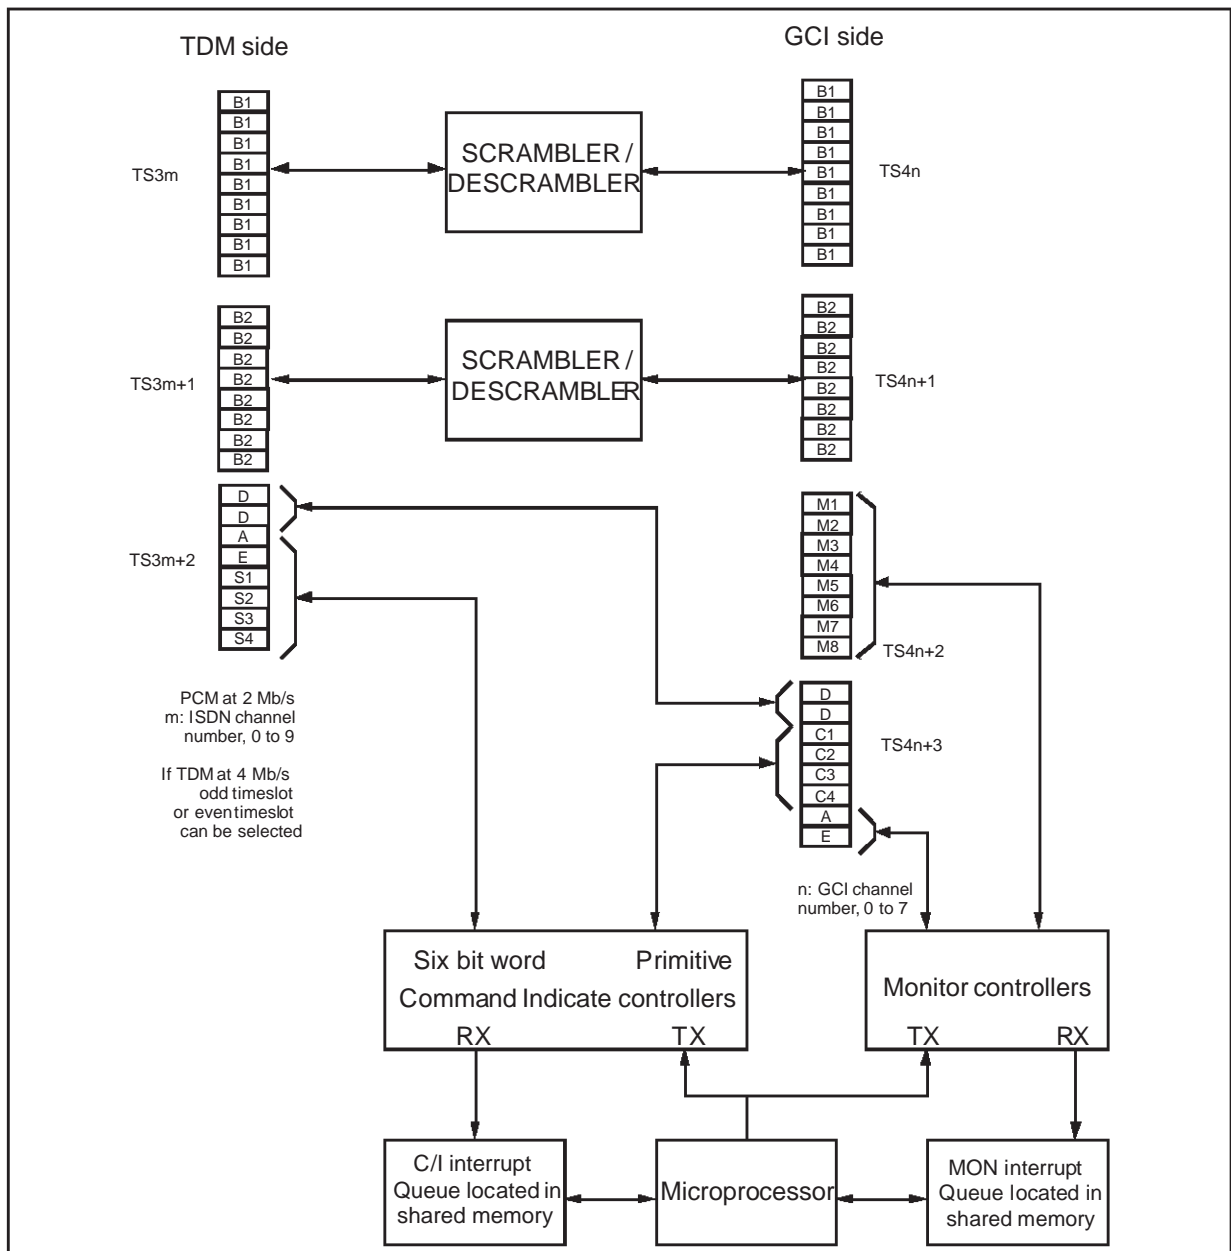 TDM side
GCI side
B1
B1
B1
B1
B1
B1
B1
B1
B1
TS3m
SCRAMBLER /
DESCRAMBLER
B1
B1
B1
B1
B1
B1
B1
B1
B1
TS4n
B2
B2
B2
B2
B2
B2
B2
B2
TS3m+1
SCRAMBLER /
DESCRAMBLER
B2
B2
B2
B2
B2
B2
B2
B2
TS4n+1
D
D
A
E
S1
S2
S3
S4
TS3m+2
M1
M2
M3
M4
M5
M6
M7
M8
TS4n+2
D
D
C1
C2
C3
C4
A
E
TS4n+3
PCM at 2 Mb/s
m: ISDN channel
number, 0 to 9
If TDM at 4 Mb/s
odd timeslot
or even timeslot
can be selected
n: GCI channel
number, 0 to 7
Six bit word Primitive
Command Indicate controllers
RX TX
Monitor controllers
TX RX
C/I interrupt
Queue located in
shared memory
Microprocessor
MON interrupt
Queue located in
shared memory